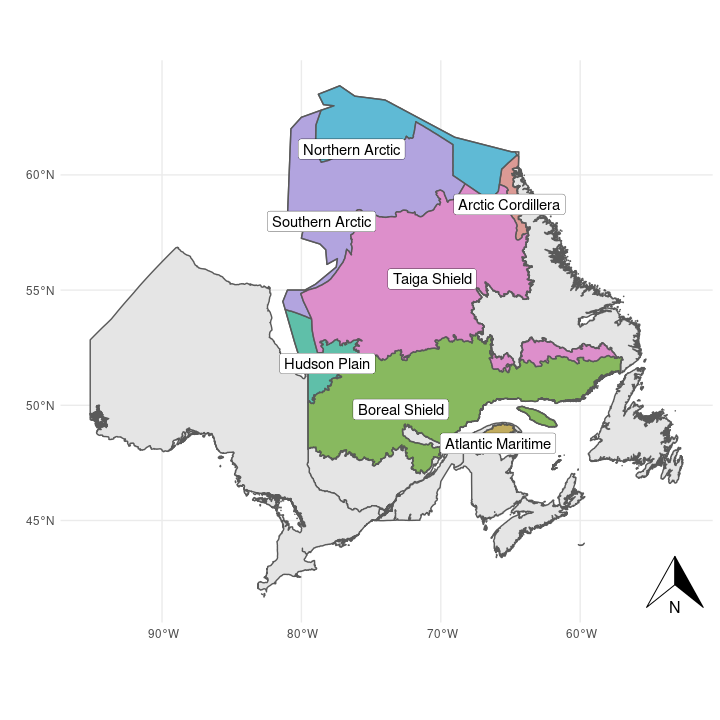 Northern Arctic
60°N
Arctic Cordillera
Southern Arctic
Taiga Shield
55°N
Hudson Plain
50°N
Boreal Shield
Atlantic Maritime
45°N
N
90°W
80°W
70°W
60°W